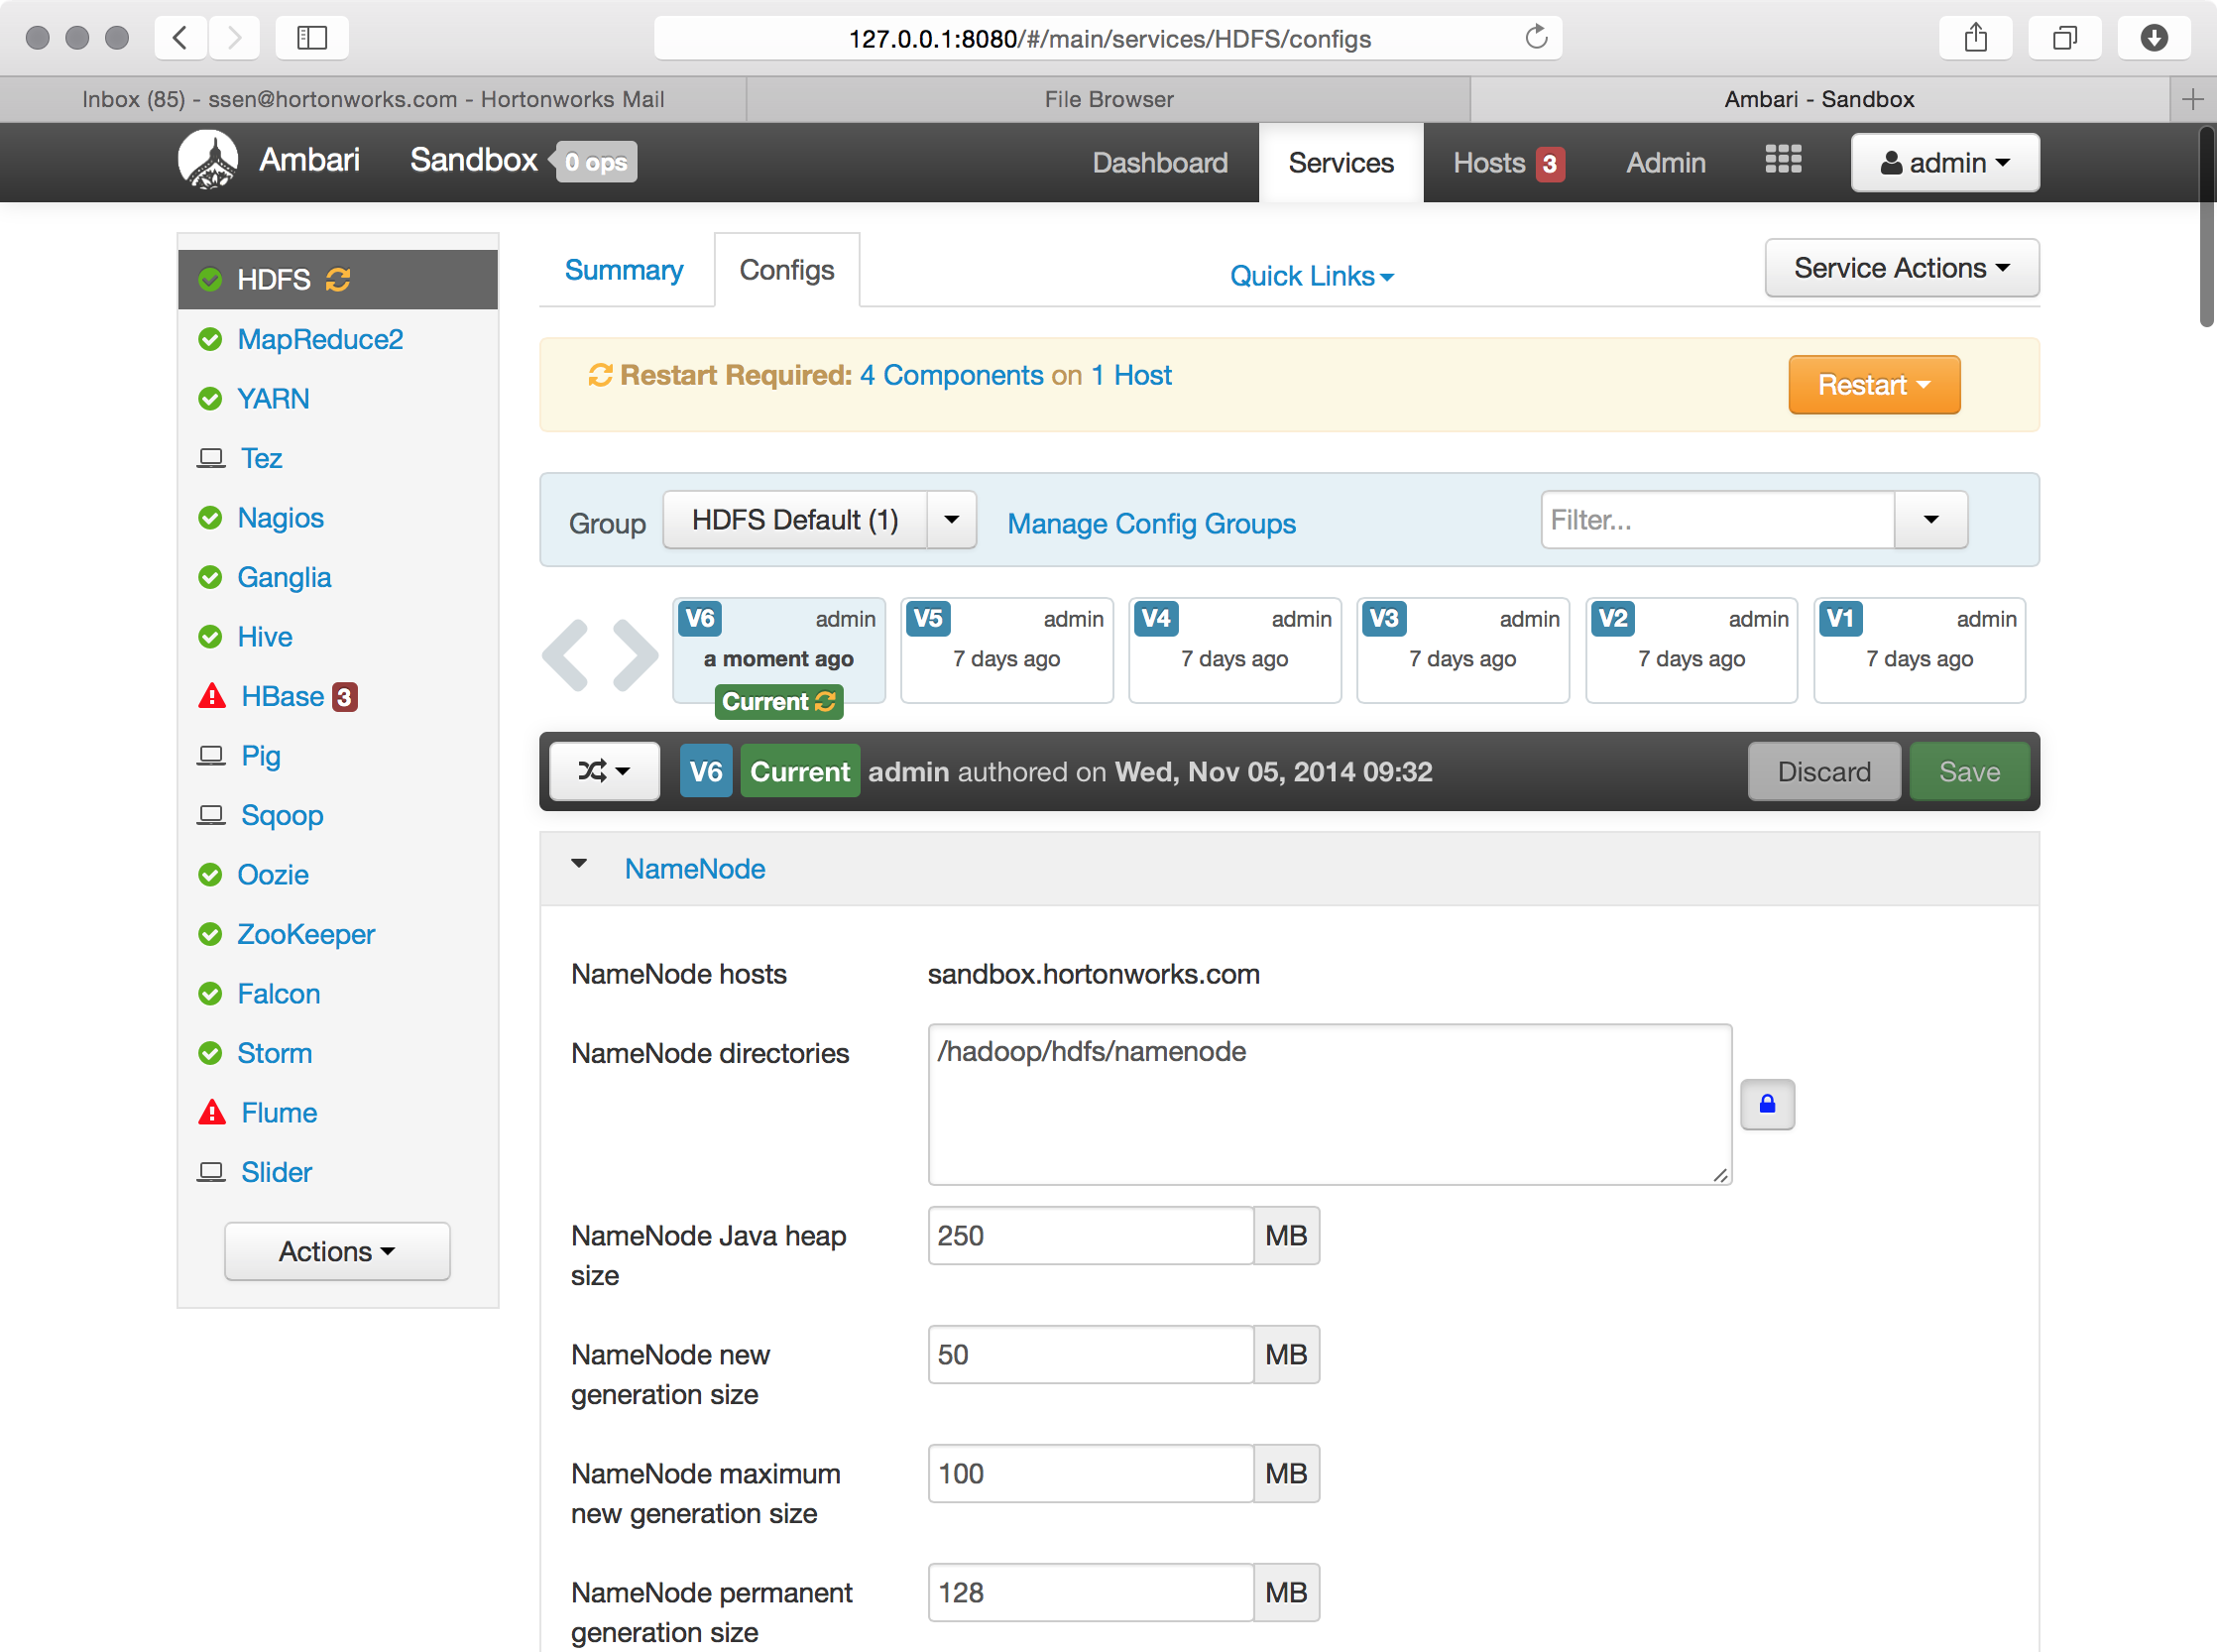 127.0.0.1:8080/#/main/services/HDFS/configs
Inbox (85) - ssen@hortonworks.com - Hortonworks Mail
File Browser
Ambari - Sandbox
Ambari Sandbox 0 ops Dashboard Services Hosts 3 Admin admin
HDFS
MapReduce2
YARN
Tez
Nagios
Ganglia
Hive
HBase 3
Pig
Sqoop
Oozie
ZooKeeper
Falcon
Storm
Flume
Slider
Actions
Summary Configs Quick Links Service Actions
Restart Required: 4 Components on 1 Host Restart
Group HDFS Default (1) Manage Config Groups Filter...
V6 admin
a moment ago
Current
V5 admin
7 days ago
V4 admin
7 days ago
V3 admin
7 days ago
V2 admin
7 days ago
V1 admin
7 days ago
V6 Current admin authored on Wed, Nov 05, 2014 09:32 Discard Save
NameNode
NameNode hosts sandbox.hortonworks.com
NameNode directories /hadoop/hdfs/namenode
NameNode Java heap
size
250 MB
NameNode new
generation size
50 MB
NameNode maximum
new generation size
100 MB
NameNode permanent
generation size
128 MB